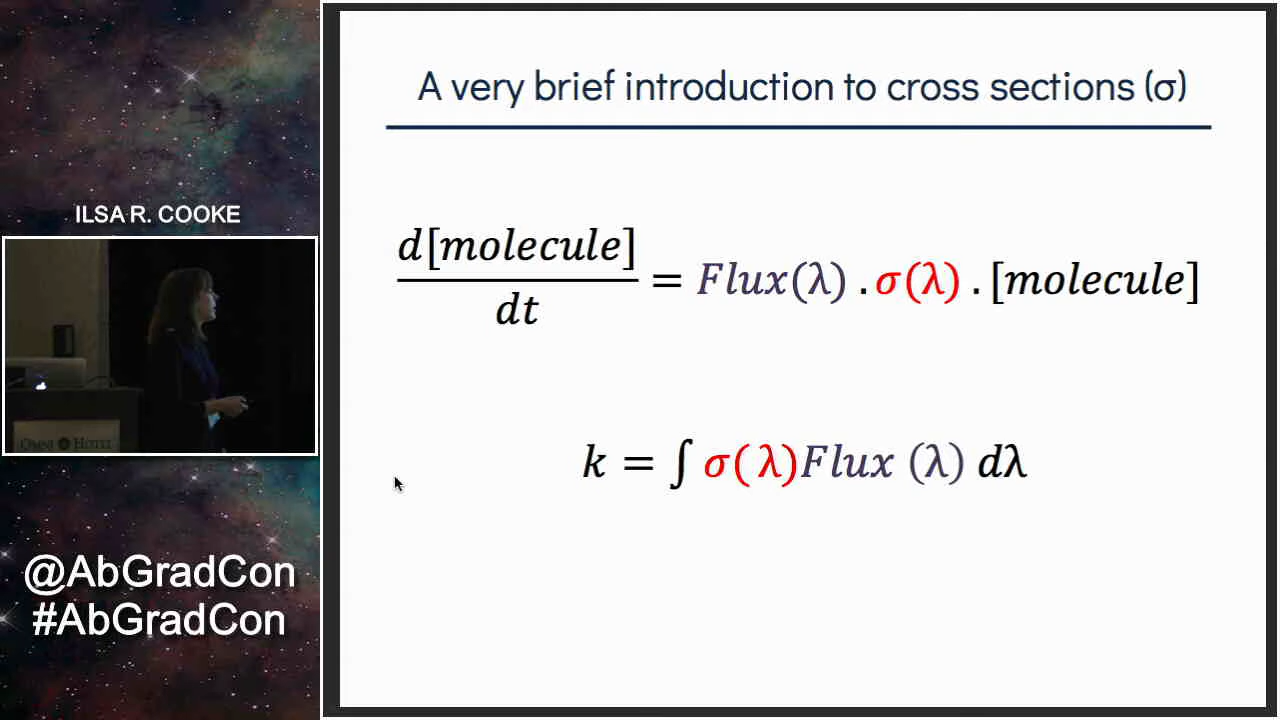 A very brief introduction to cross sections (σ)
ILSA R. COOKE
d[molecule]
dt
= Flux(λ) . σ(λ) . [molecule]
k = ∫ σ( λ)Flux (λ) dλ
@AbGradCon
#AbGradCon